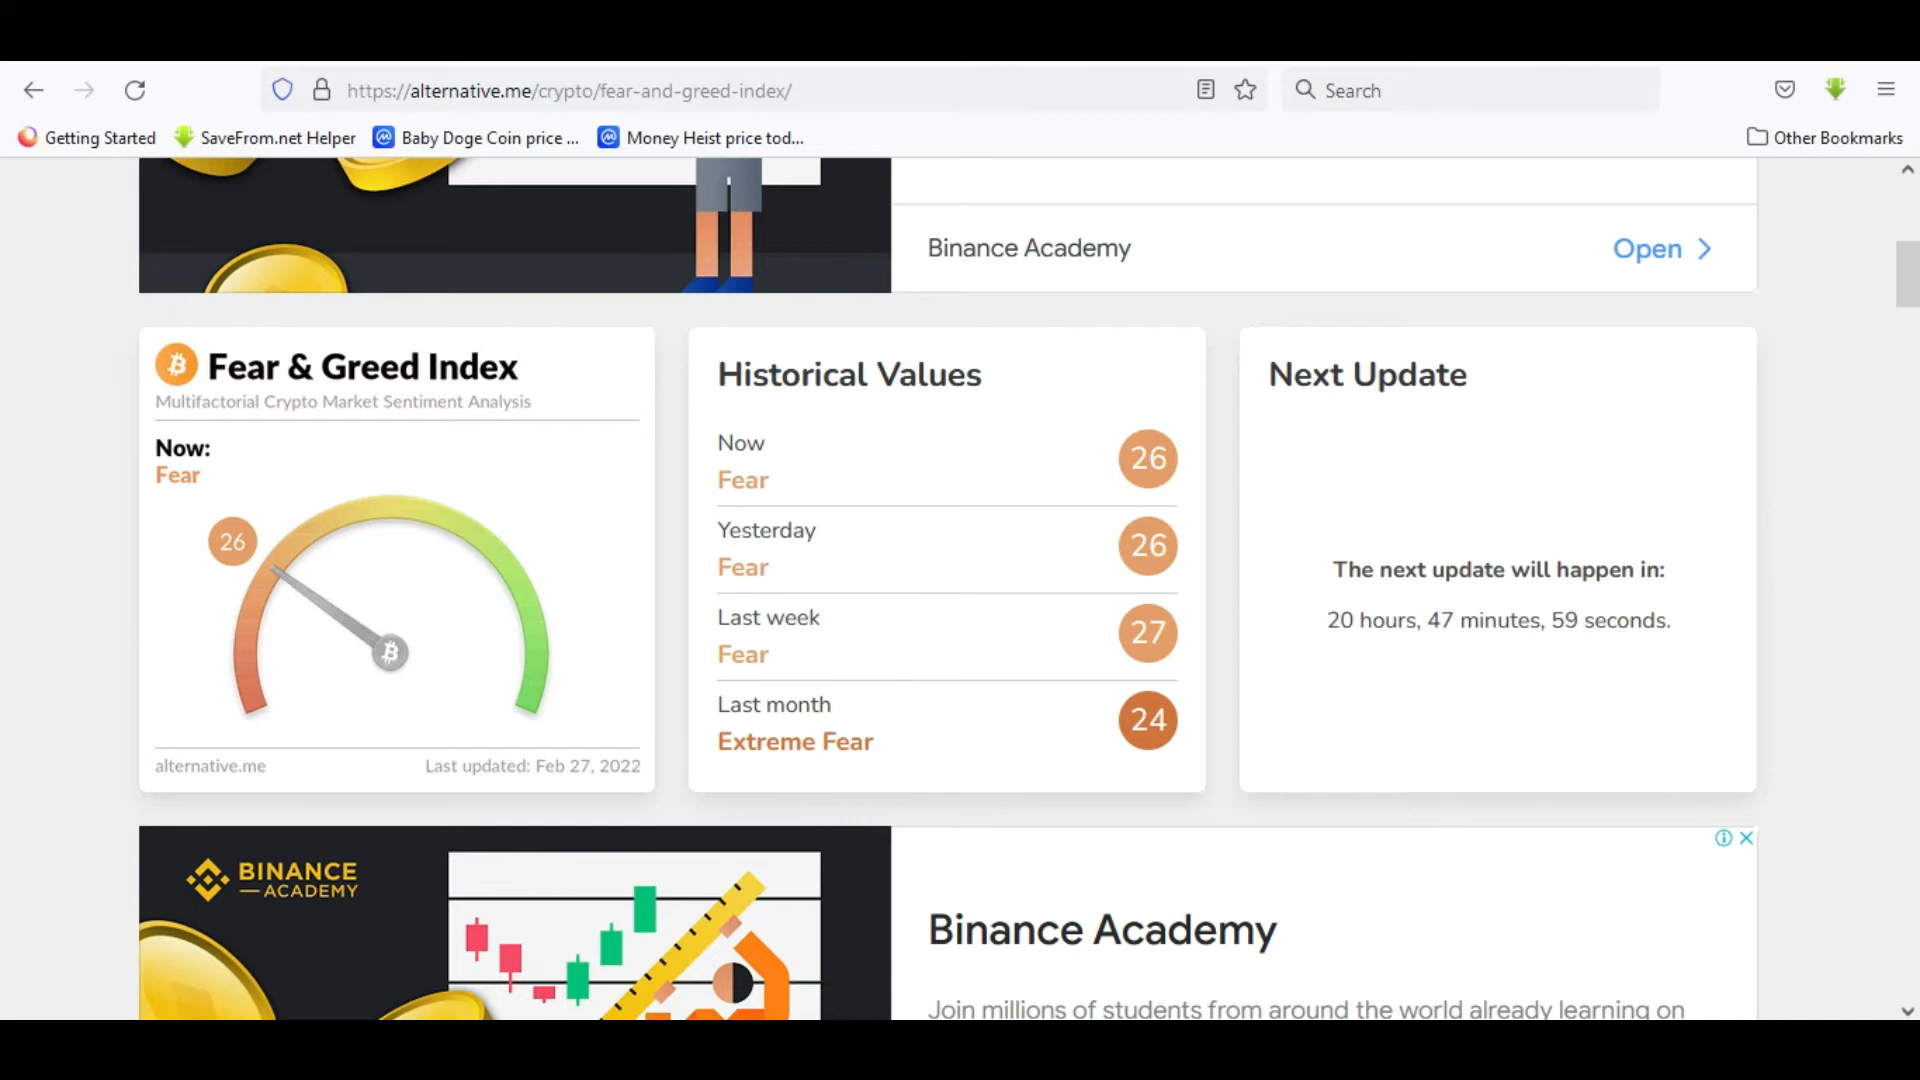 https://alternative.me/crypto/fear-and-greed-index/
Search
Getting Started
SaveFrom.net Helper
Baby Doge Coin price ...
Money Heist price tod...
Other Bookmarks
Binance Academy
Open
Fear & Greed Index
Multifactorial Crypto Market Sentiment Analysis
Now:
Fear
26
alternative.me
Last updated: Feb 27, 2022
Historical Values
Now
Fear
26
Yesterday
Fear
26
Last week
Fear
27
Last month
Extreme Fear
24
Next Update
The next update will happen in:
20 hours, 47 minutes, 59 seconds.
BINANCE
ACADEMY
Binance Academy
Join millions of students from around the world already learning on